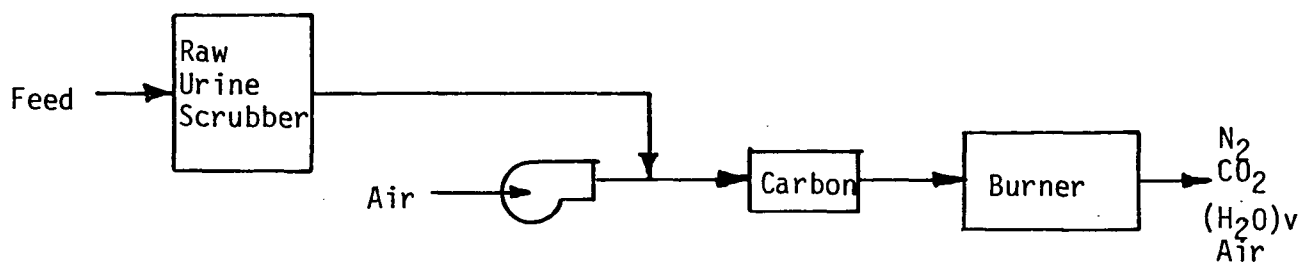 Raw
Urine
Scrubber
Feed
Air
Carbon
Burner
N2
CO2
(H2O)v
Air